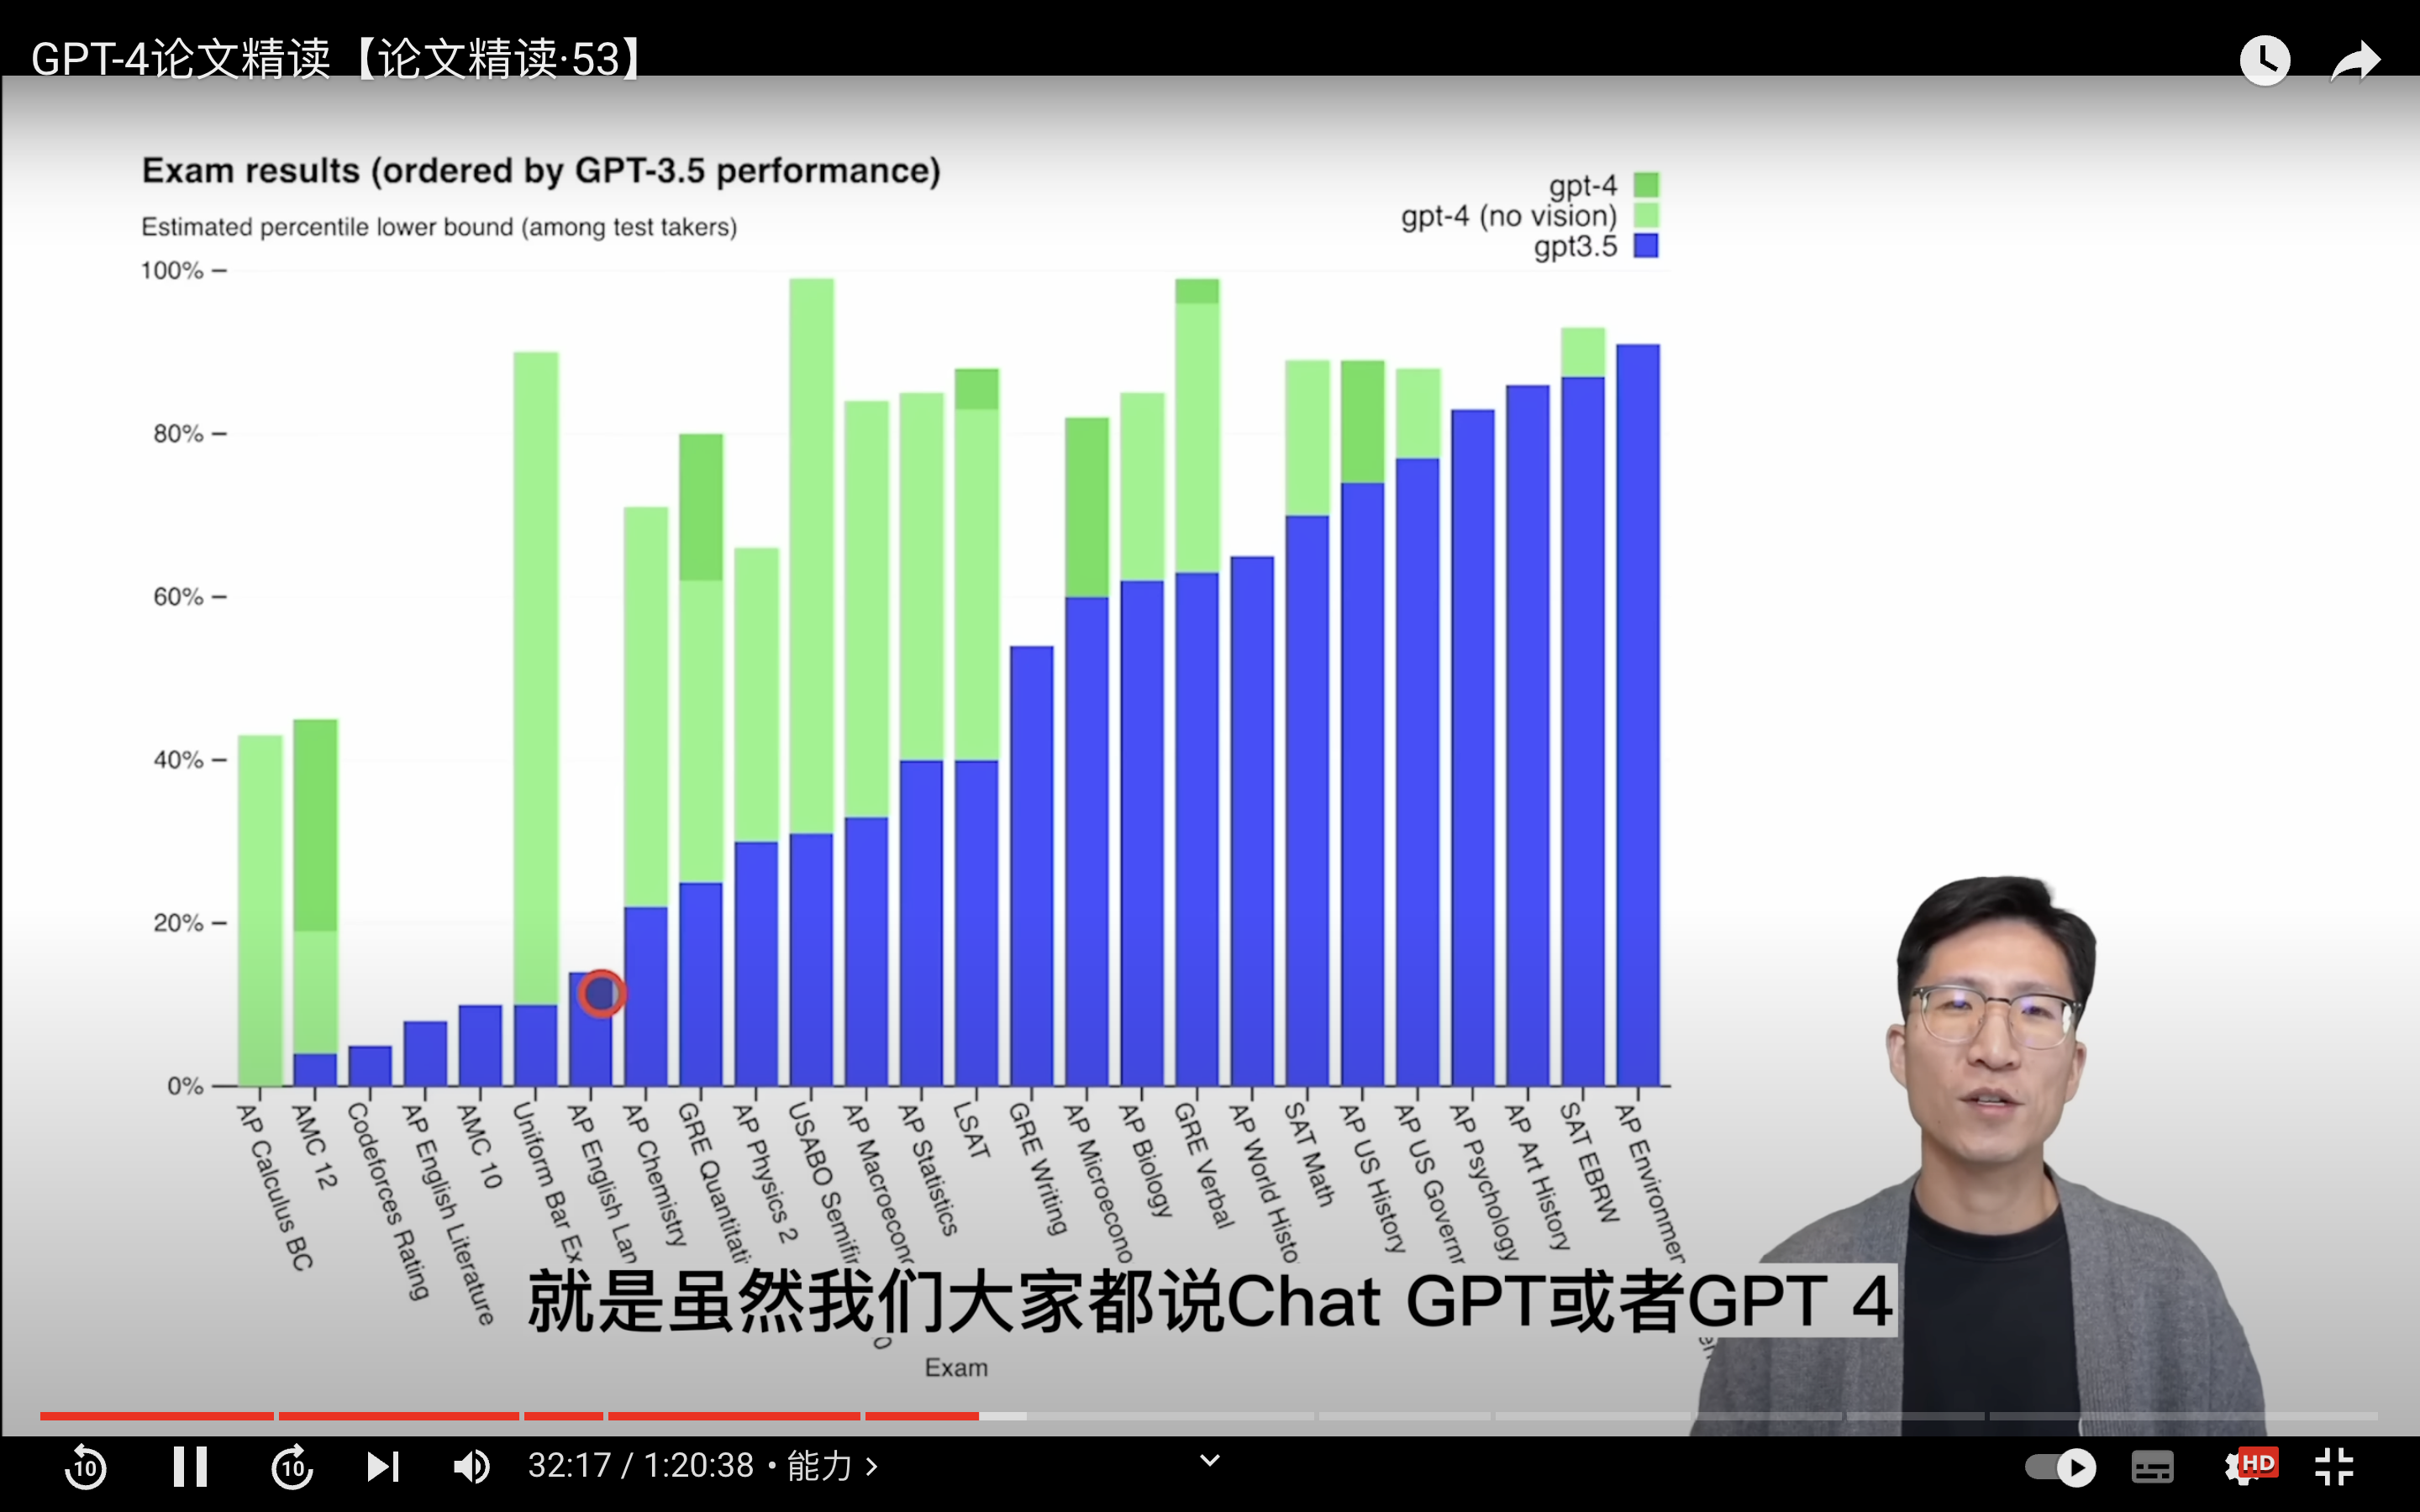 GPT-4论文精读【论文精读·53】
Exam results (ordered by GPT-3.5 performance)
Estimated percentile lower bound (among test takers)
gpt-4
gpt-4 (no vision)
gpt3.5
100%
80%
60%
40%
20%
0%
AP Calculus BC
AMC 12
Codeforces Rating
AP English Literature
AMC 10
Uniform Bar Ex
AP English Lan
AP Chemistry
GRE Quantitati
AP Physics 2
USABO Semifi
AP Macroecon
AP Statistics
LSAT
GRE Writing
AP Microecono
AP Biology
GRE Verbal
AP World Histo
SAT Math
AP US History
AP US Govern
AP Psychology
AP Art History
SAT EBRW
AP Environme
就是虽然我们大家都说Chat GPT或者GPT 4
Exam
10
10
32:17 / 1:20:38 • 能力
HD